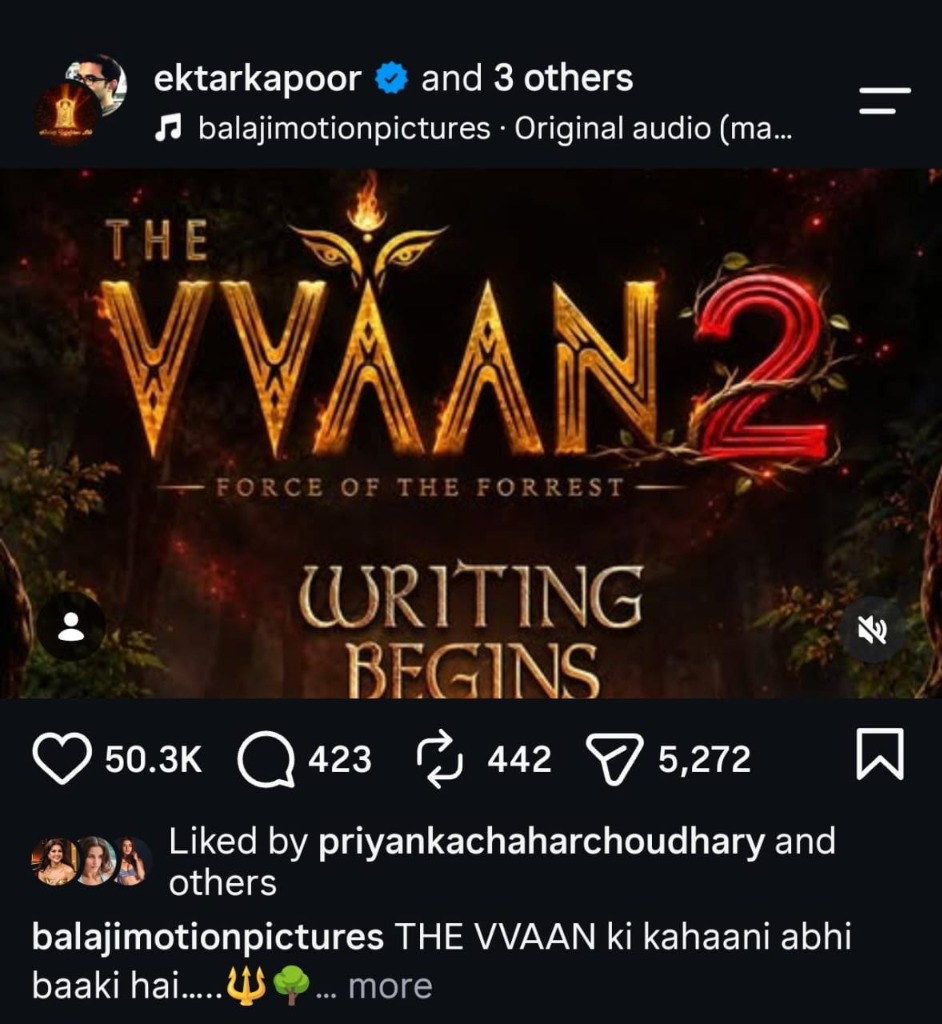 ektarkapoor and 3 others
balajimotionpictures · Original audio (ma...
THE
VVAAN 2
FORCE OF THE FORREST
WRITING
BEGINS
50.3K 423 442 5,272
Liked by priyankachaharchoudhary and
others
balajimotionpictures THE VVAAN ki kahaani abhi
baaki hai.....🔱🌳... more